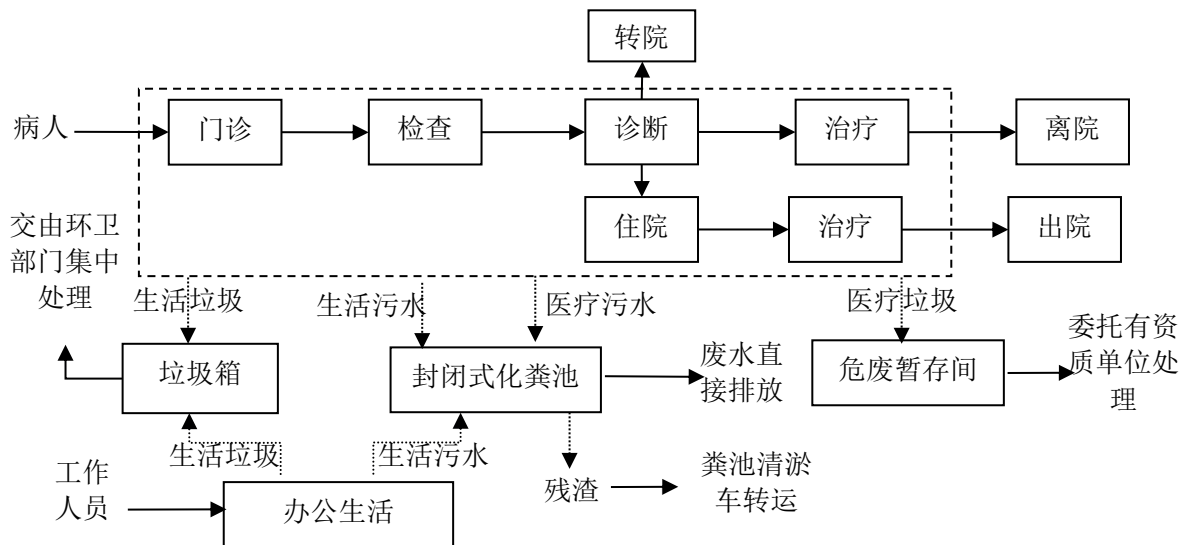 转院
病人
门诊
检查
诊断
治疗
离院
住院
治疗
出院
交由环卫
部门集中
处理
生活垃圾
生活污水
医疗污水
医疗垃圾
垃圾箱
封闭式化粪池
废水直
接排放
危废暂存间
委托有资
质单位处
理
生活垃圾
生活污水
工作
人员
办公生活
残渣
粪池清淤
车转运